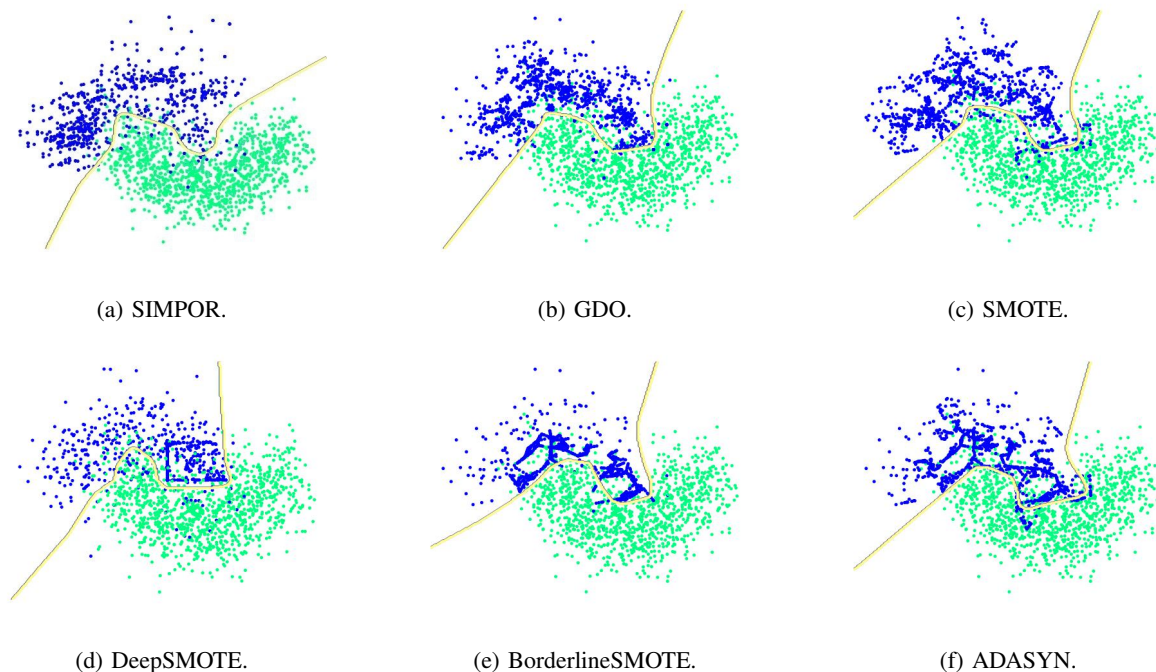 (a) SIMPOR.
(b) GDO.
(c) SMOTE.
(d) DeepSMOTE.
(e) BorderlineSMOTE.
(f) ADASYN.